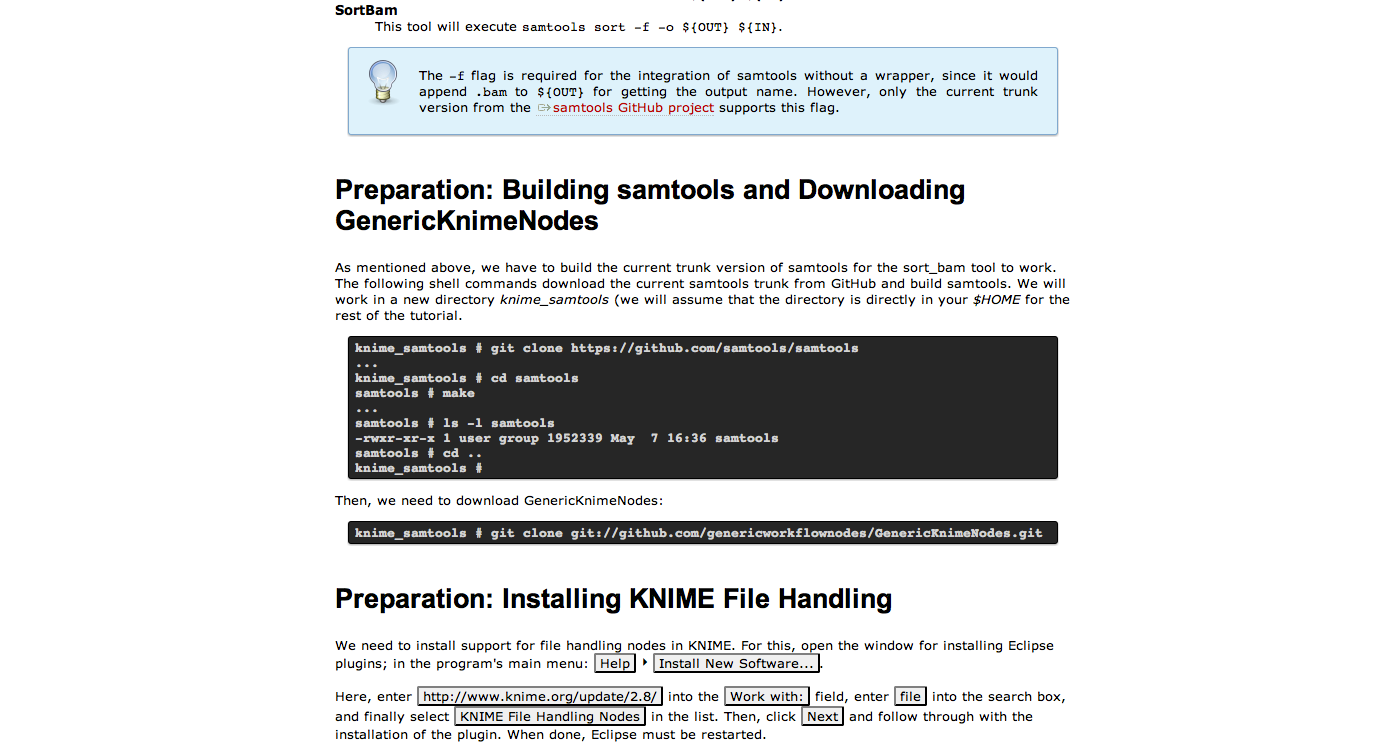 SortBam
This tool will execute samtools sort -f -o ${OUT} ${IN}.
The -f flag is required for the integration of samtools without a wrapper, since it would
append .bam to ${OUT} for getting the output name. However, only the current trunk
version from the samtools GitHub project supports this flag.
Preparation: Building samtools and Downloading
GenericKnimeNodes
As mentioned above, we have to build the current trunk version of samtools for the sort_bam tool to work.
The following shell commands download the current samtools trunk from GitHub and build samtools. We will
work in a new directory knime_samtools (we will assume that the directory is directly in your $HOME for the
rest of the tutorial.
knime_samtools # git clone https://github.com/samtools/samtools
...
knime_samtools # cd samtools
samtools # make
...
samtools # ls -l samtools
-rwxr-xr-x 1 user group 1952339 May  7 16:36 samtools
samtools # cd ..
knime_samtools #
Then, we need to download GenericKnimeNodes:
knime_samtools # git clone git://github.com/genericworkflownodes/GenericKnimeNodes.git
Preparation: Installing KNIME File Handling
We need to install support for file handling nodes in KNIME. For this, open the window for installing Eclipse
plugins; in the program's main menu: Help ‣ Install New Software....
Here, enter http://www.knime.org/update/2.8/ into the Work with: field, enter file into the search box,
and finally select KNIME File Handling Nodes in the list. Then, click Next and follow through with the
installation of the plugin. When done, Eclipse must be restarted.